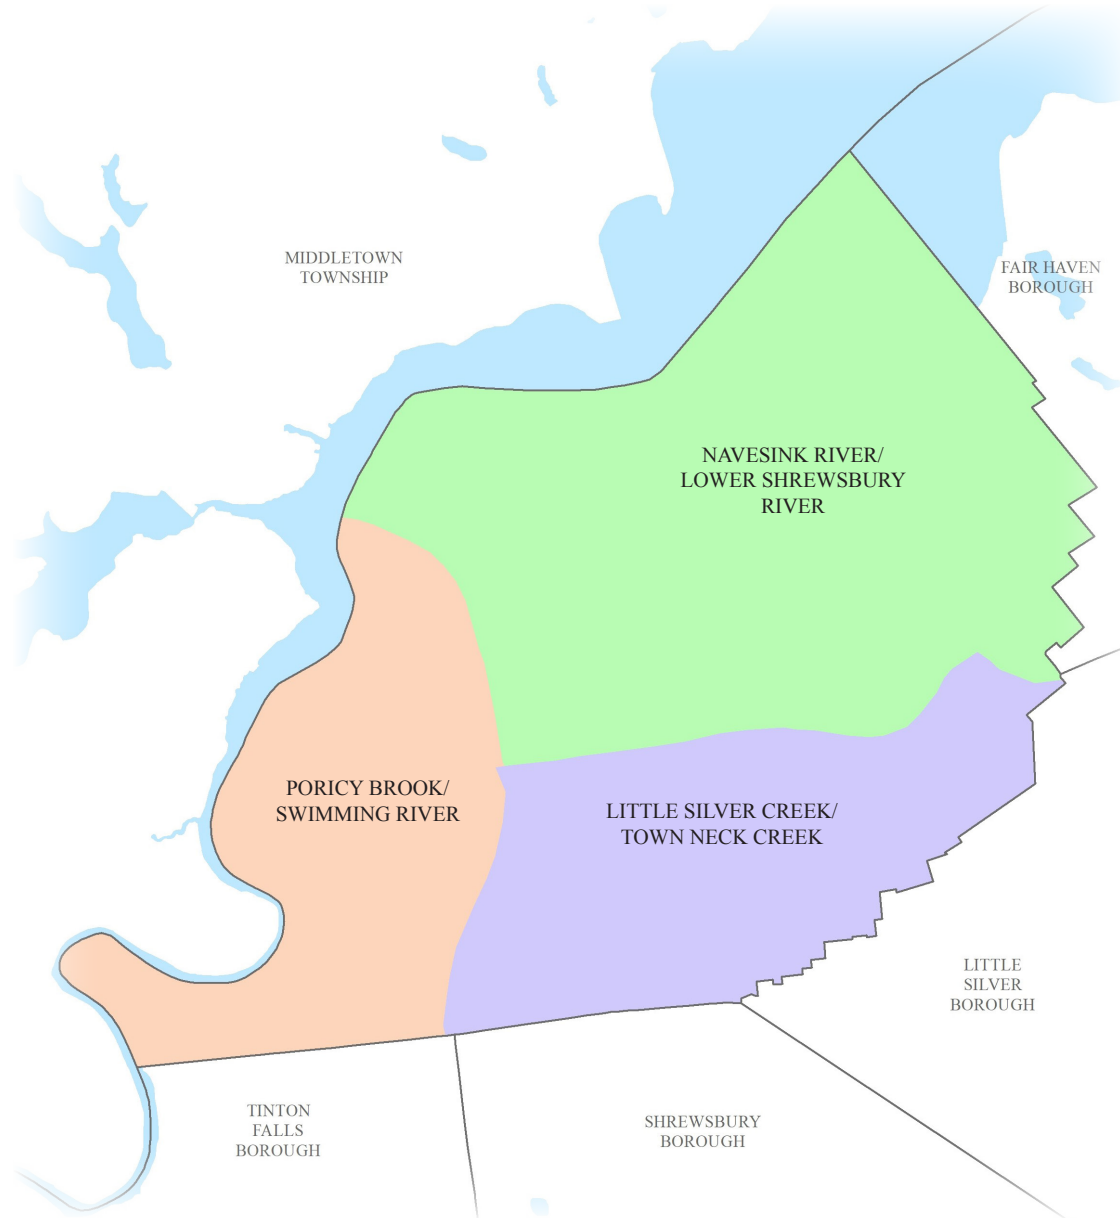 MIDDLETOWN
TOWNSHIP
FAIR HAVEN
BOROUGH
NAVESINK RIVER/
LOWER SHREWSBURY
RIVER
PORICY BROOK/
SWIMMING RIVER
LITTLE SILVER CREEK/
TOWN NECK CREEK
LITTLE
SILVER
BOROUGH
TINTON
FALLS
BOROUGH
SHREWSBURY
BOROUGH